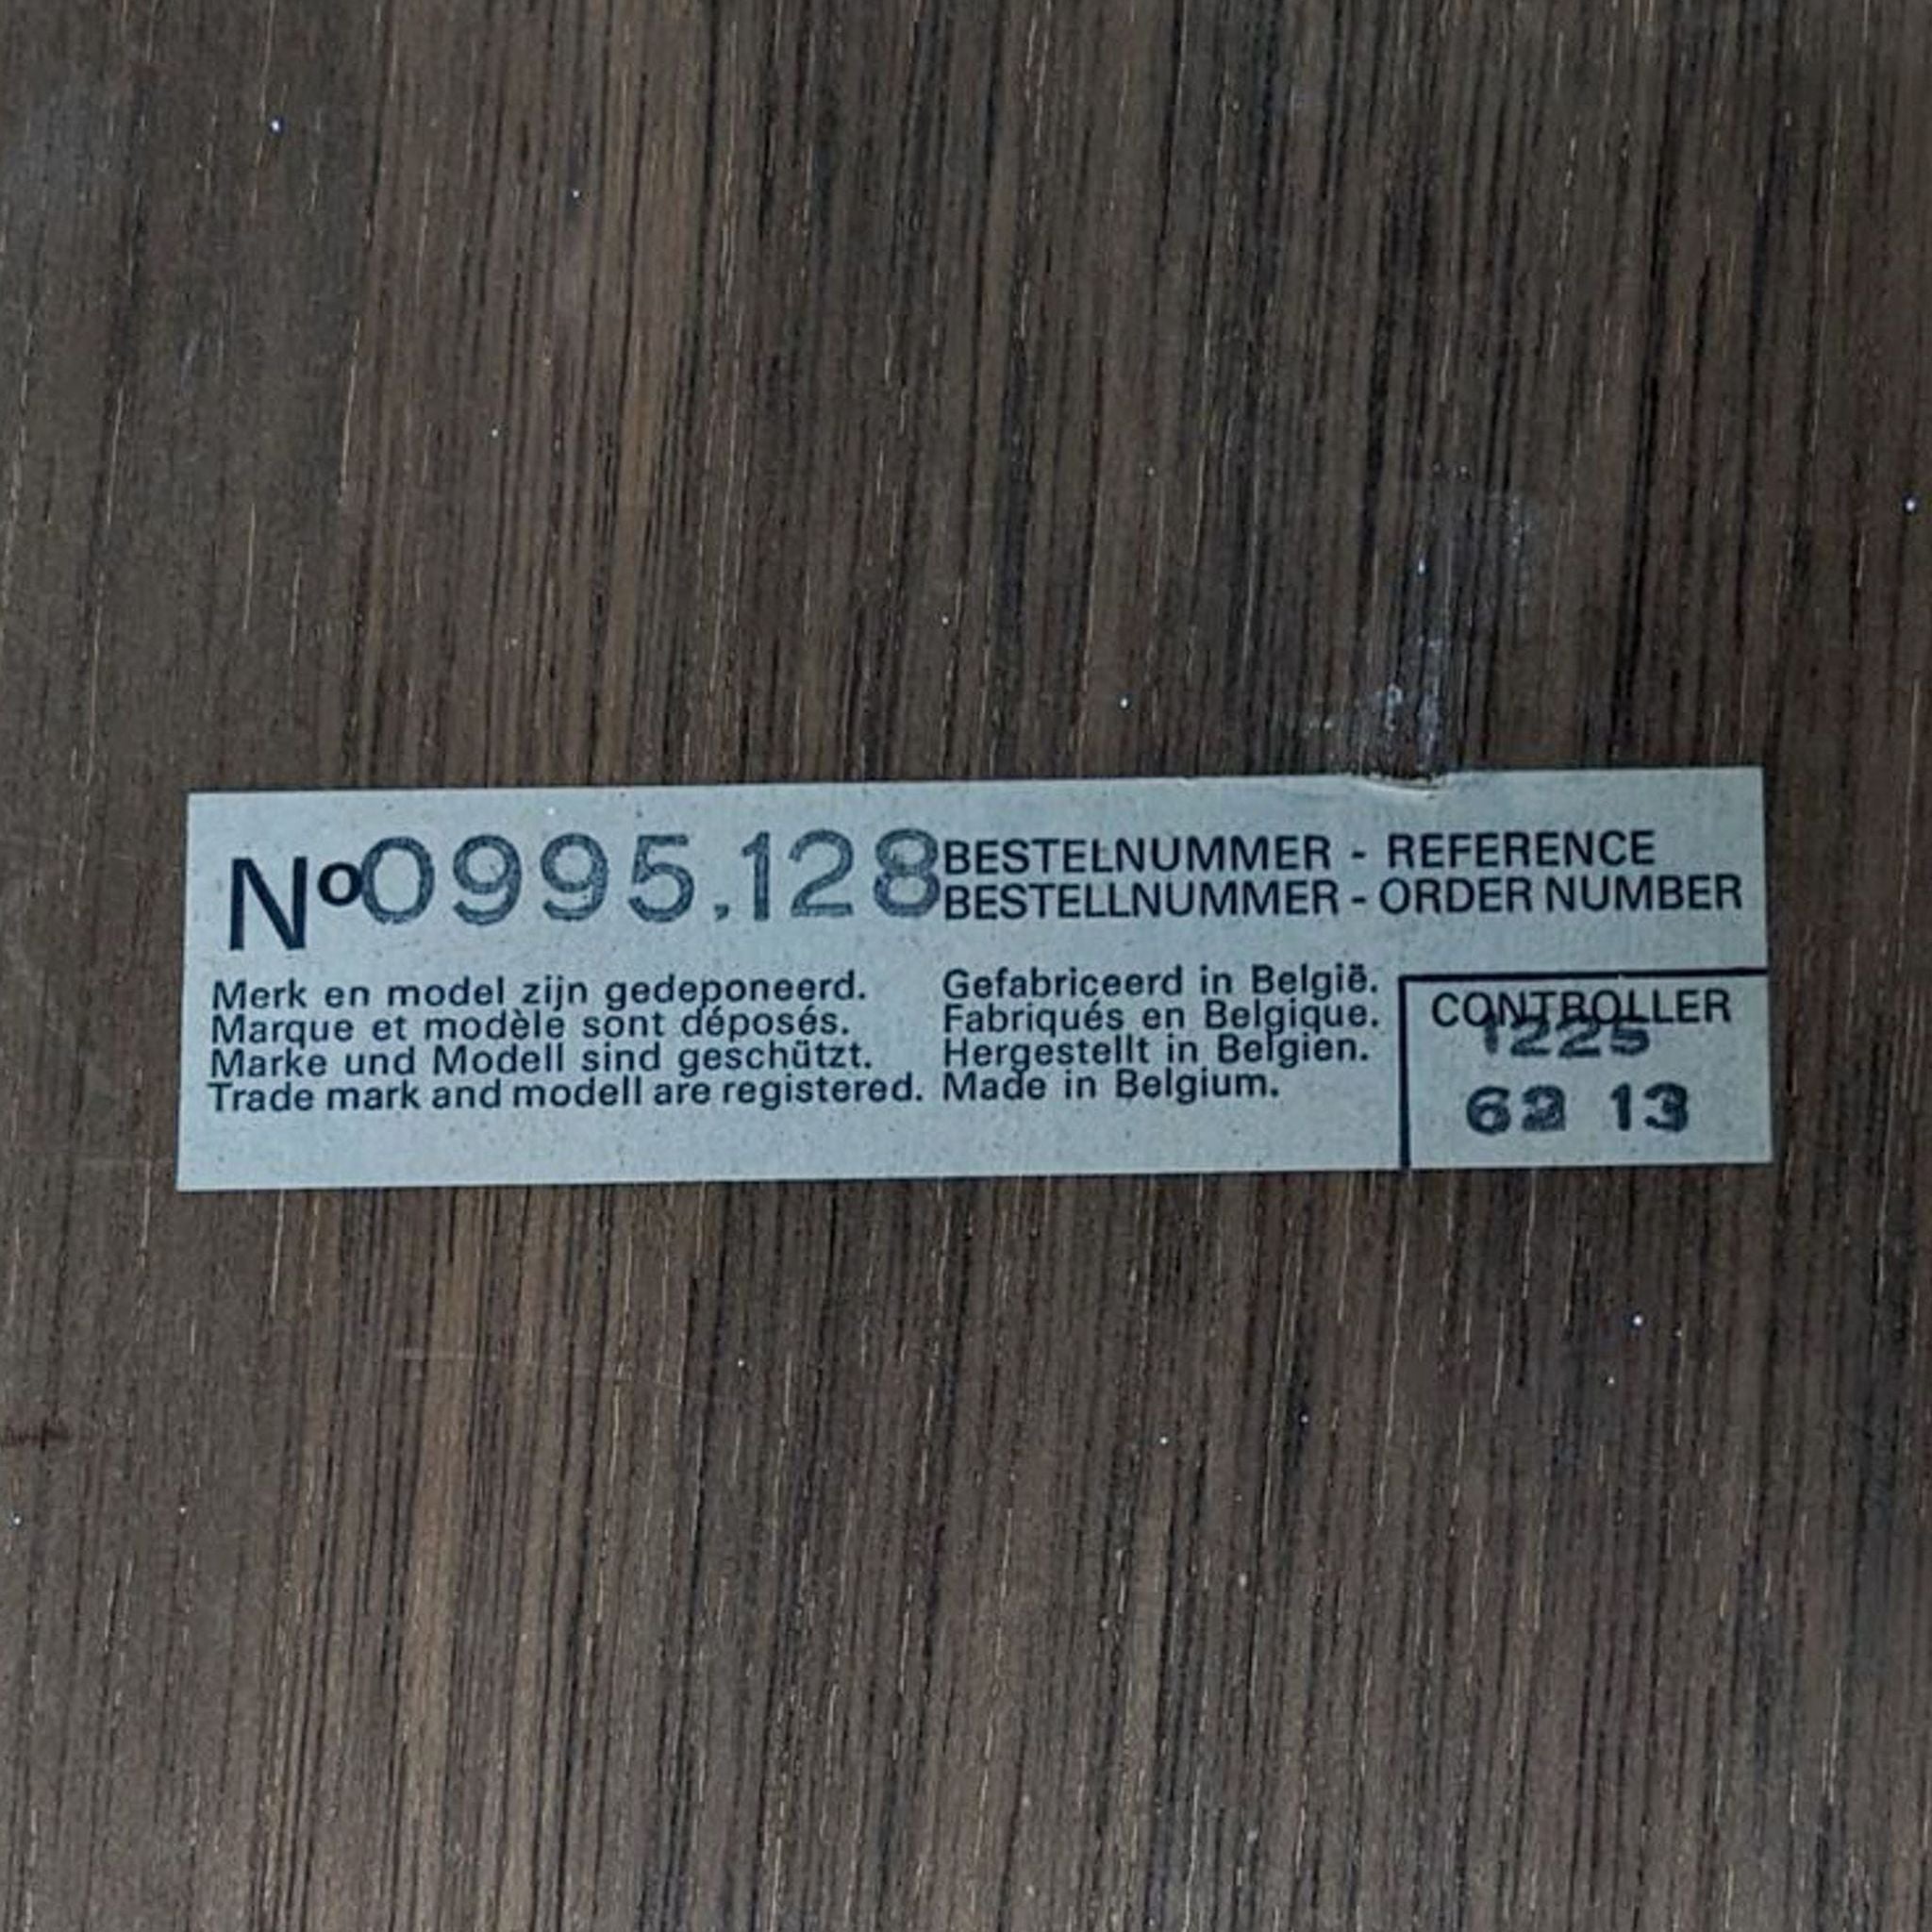 Nº 0995.128
BESTELNUMMER - REFERENCE
BESTELLNUMMER - ORDER NUMBER
Merk en model zijn gedeponeerd.
Marque et modèle sont déposés.
Marke und Modell sind geschützt.
Trade mark and modell are registered.
Gefabriceerd in België.
Fabriqués en Belgique.
Hergestellt in Belgien.
Made in Belgium.
CONTROLLER
1225
62 13